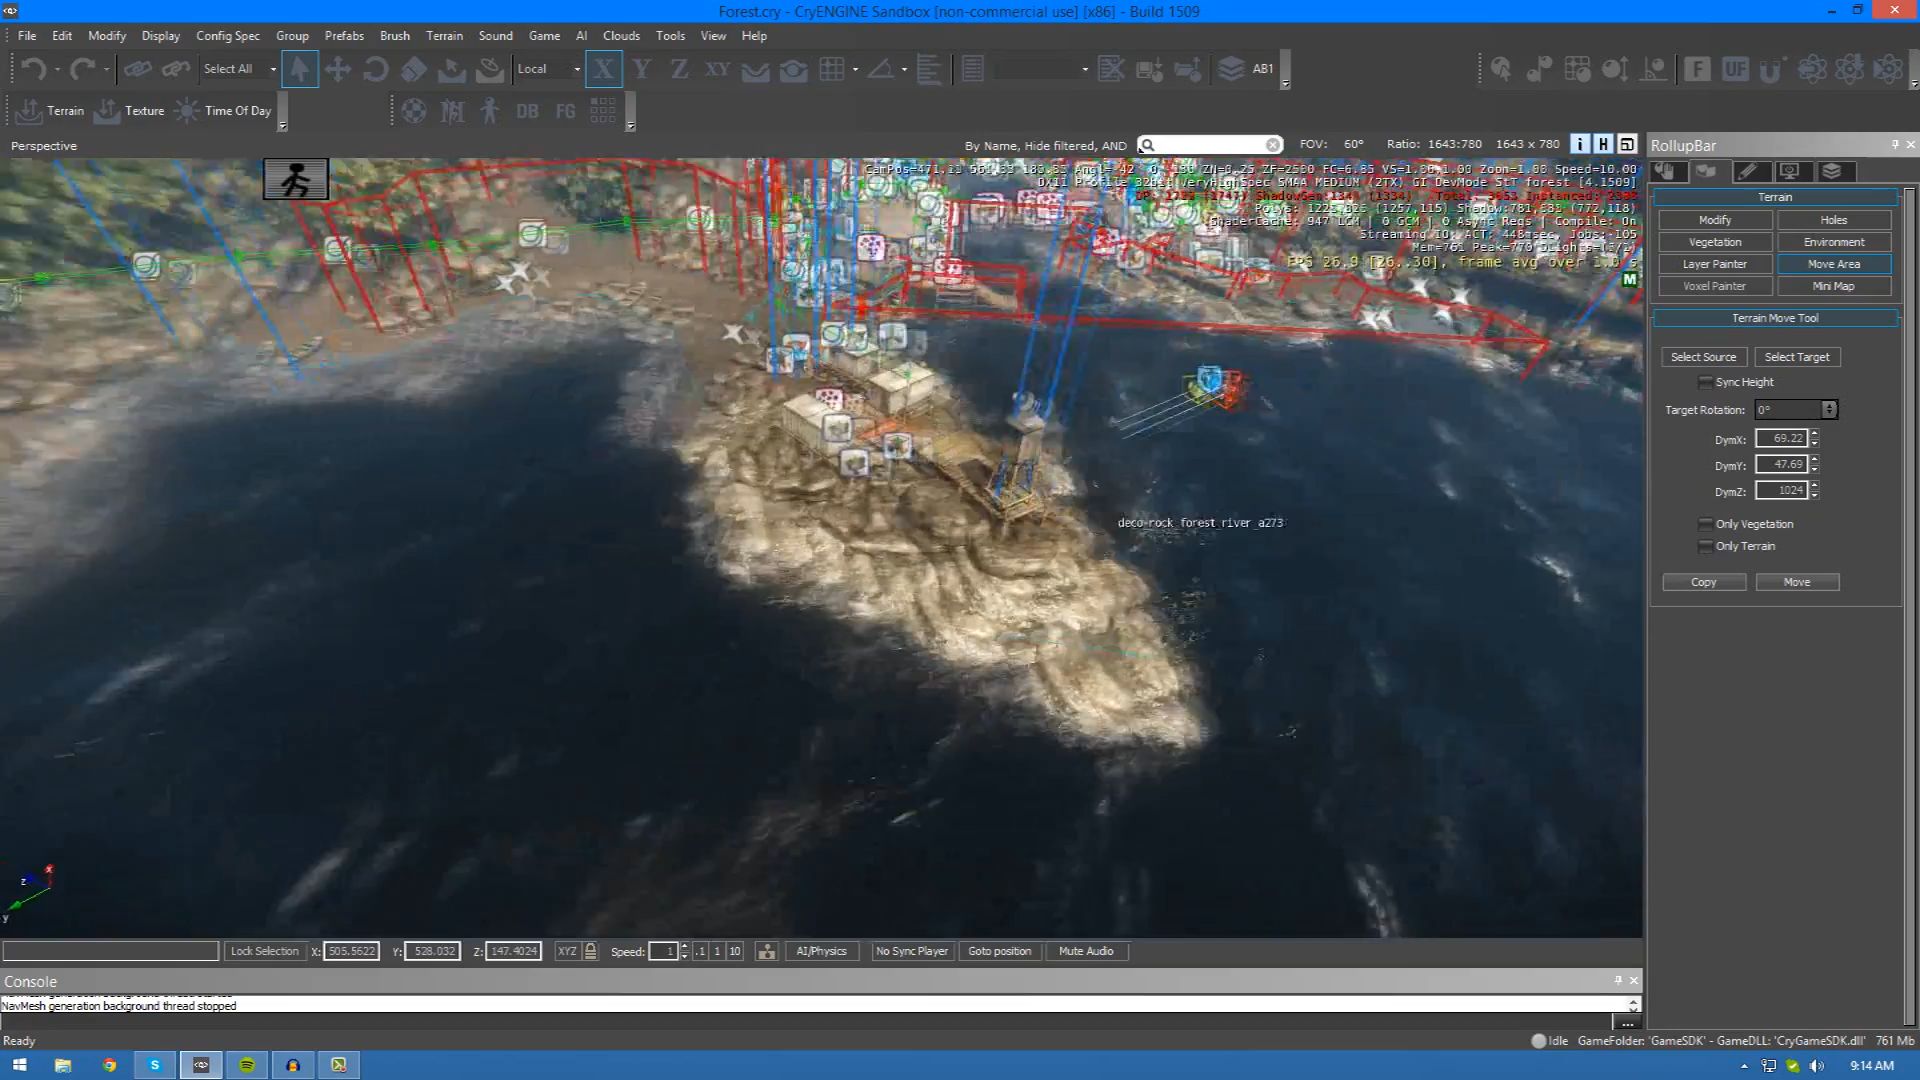 Forest.cry - CryENGINE Sandbox [non-commercial use] [x86] - Build 1509
File Edit Modify Display Config Spec Group Prefabs Brush Terrain Sound Game AI Clouds Tools View Help
Select All Local X Y Z XY AB1 F UF
Terrain Texture Time Of Day DB FG
Perspective By Name, Hide filtered, AND FOV: 60° Ratio: 1643:780 1643 x 780 i H
RollupBar
M
deco-rock_forest_river_a273
Terrain
Modify Holes
Vegetation Environment
Layer Painter Move Area
Voxel Painter Mini Map
Terrain Move Tool
Select Source Select Target
Sync Height
Target Rotation: 0°
DymX: 69.22
DymY: 47.69
DymZ: 1024
Only Vegetation
Only Terrain
Copy Move
x
z
y
Lock Selection X: 505.5622 Y: 528.032 Z: 147.4024 XYZ Speed: 1 .1 1 10 AI/Physics No Sync Player Goto position Mute Audio
Console
NavMesh generation background thread stopped
...
Ready Idle GameFolder: 'GameSDK' - GameDLL: 'CryGameSDK.dll' 761 Mb
9:14 AM